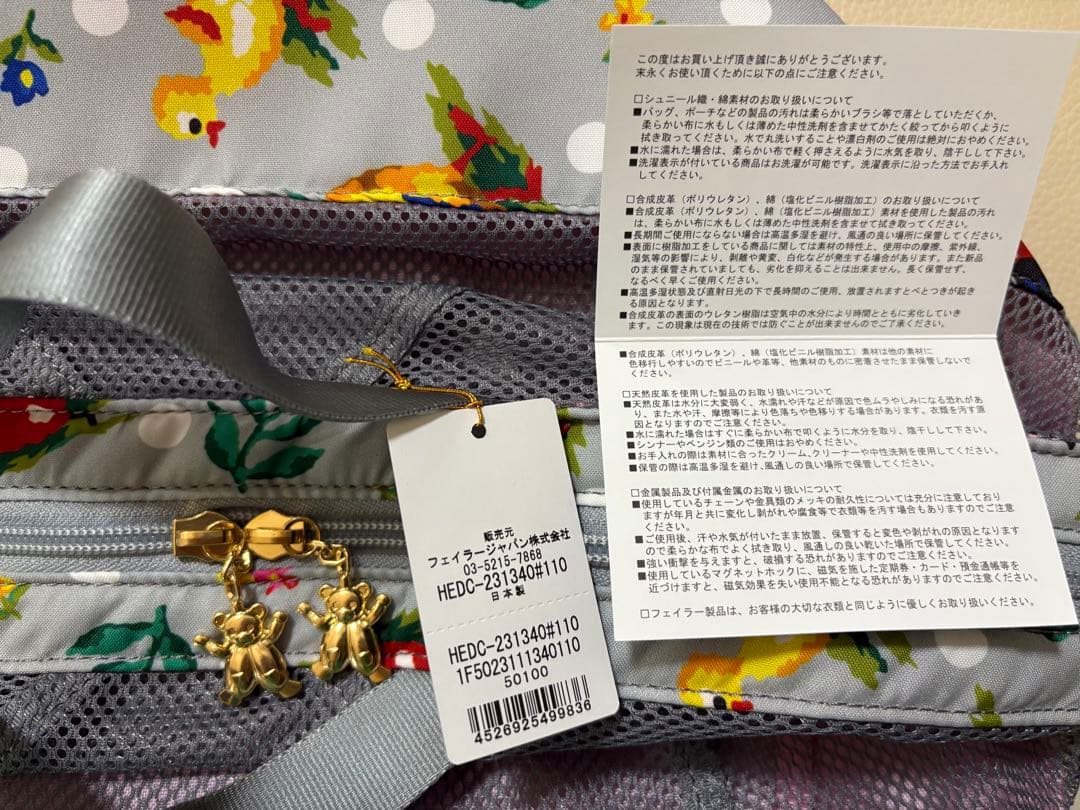 この度はお買い上げ頂き誠にありがとうございます。
末永くお使い頂くために以下の点にご注意ください。
□シュニール織・綿素材のお取り扱いについて
■バッグ、ポーチなどの製品の汚れは柔らかいブラシ等で落としていただくか、
柔らかい布に水もしくは薄めた中性洗剤を含ませてかたく絞ってから叩くように
拭き取ってください。水で丸洗いすることや漂白剤のご使用は絶対におやめください。
■水に濡れた場合は、柔らかい布で軽く押さえるように水気を取り、陰干しして下さい。
■洗濯表示が付いている商品はお洗濯が可能です。洗濯表示に沿った方法でお手入れ
してください。
□合成皮革（ポリウレタン）、綿（塩化ビニル樹脂加工）のお取り扱いについて
■合成皮革（ポリウレタン）、綿（塩化ビニル樹脂加工）素材を使用した製品の汚れ
は、柔らかい布に水もしくは薄めた中性洗剤を含ませて拭き取ってください。
■長期間ご使用にならない場合は高温多湿を避け、風通の良い場所に保管してください。
■表面に樹脂加工をしている商品に関しては素材の特性上、使用中の摩擦、紫外線、
湿気等の影響により、剥離や黄変、白化などが発生する場合があります。また新品
のまま保管されていましても、劣化を抑えることは出来ません。長く保管せず、
なるべく早くご使用ください。
■高温多湿状態及び直射日光の下で長時間のご使用、放置されますとべとつきが起き
る原因となります。
■合成皮革の表面のウレタン樹脂は空気中の水分により時間とともに劣化していき
ます。この現象は現在の技術では防ぐことが出来ませんのでご了承ください。
■合成皮革（ポリウレタン）、綿（塩化ビニル樹脂加工）素材は他の素材に
色移行しやすいのでビニールや革等、他素材のものに密着させたまま保管しないで
ください。
□天然皮革を使用した製品のお取り扱いについて
■天然皮革は水分に大変弱く、水濡れや汗などが原因で色ムラやしみになる恐れがあ
り、また水や汗、摩擦等により色落ちや色移りする場合があります。衣類を汚す原
因となりますのでご注意ください。
■水に濡れた場合はすぐに柔らかい布で叩くように水分を取り、陰干しして下さい。
■シンナーやベンジン類のご使用はおやめください。
■お手入れの際は素材に合ったクリーム、クリーナーや中性洗剤を使用してください。
■保管の際は高温多湿を避け、風通しの良い場所で保管してください。
□金属製品及び付属金属のお取り扱いについて
■使用しているチェーンや金具類のメッキの耐久性については充分に注意しており
ますが年月と共に変化し剥がれや腐食等で衣類等を汚す場合もありますのでご注意ください。
■ご使用後、汗や水気が付いたまま放置、保管すると変色や剥がれの原因となります
ので柔らかな布でよく拭き取り、風通しの良い乾いた場所で保管してください。
■強い衝撃を与えますと、破損する恐れがありますのでご注意ください。
■使用しているマグネットホックに、磁気を施した定期券・カード・預金通帳等を
近づけますと、磁気効果を失い使用不能となる恐れがありますのでご注意ください。
□フェイラー製品は、お客様の大切な衣類と同じように優しくお取り扱いください。
販売元
フェイラージャパン株式会社
03-5215-7868
HEDC-231340#110
日本製
HEDC-231340#110
1F5023111340110
50100
4526925499836